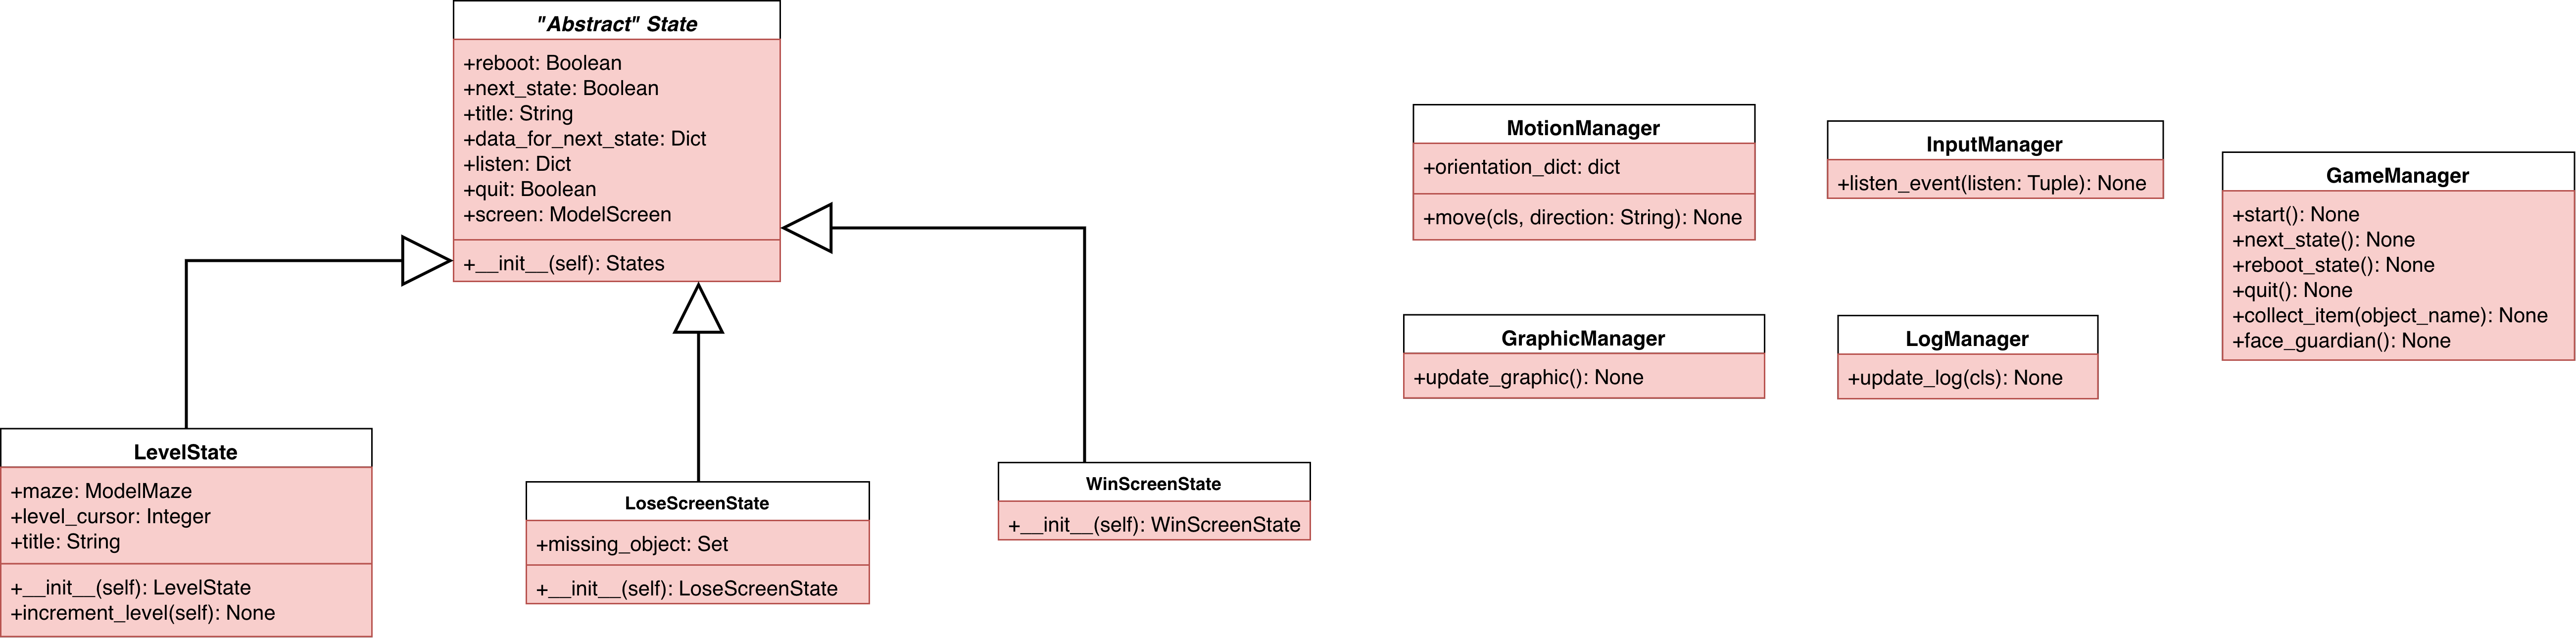 "Abstract" State
+reboot: Boolean
+next_state: Boolean
+title: String
+data_for_next_state: Dict
+listen: Dict
+quit: Boolean
+screen: ModelScreen
+__init__(self): States
LevelState
+maze: ModelMaze
+level_cursor: Integer
+title: String
+__init__(self): LevelState
+increment_level(self): None
LoseScreenState
+missing_object: Set
+__init__(self): LoseScreenState
WinScreenState
+__init__(self): WinScreenState
MotionManager
+orientation_dict: dict
+move(cls, direction: String): None
InputManager
+listen_event(listen: Tuple): None
GraphicManager
+update_graphic(): None
LogManager
+update_log(cls): None
GameManager
+start(): None
+next_state(): None
+reboot_state(): None
+quit(): None
+collect_item(object_name): None
+face_guardian(): None